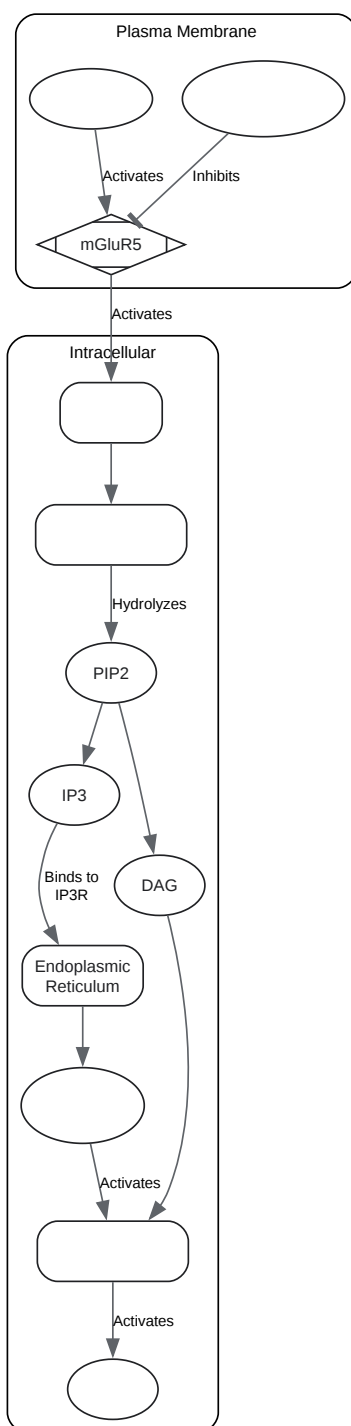 Plasma Membrane
Activates
Inhibits
mGluR5
Activates
Intracellular
Hydrolyzes
PIP2
IP3
DAG
Binds to
IP3R
Endoplasmic
Reticulum
Activates
Activates